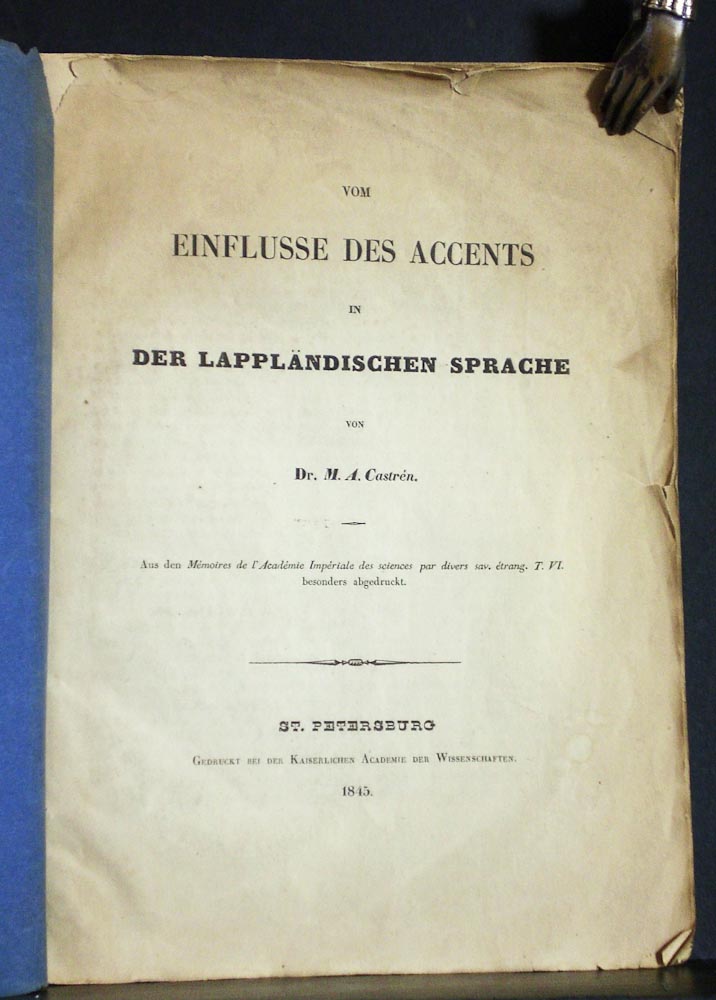 VOM
EINFLUSSE DES ACCENTS
IN
DER LAPPLÄNDISCHEN SPRACHE
VON
Dr. M. A. Castrén.
Aus den Mémoires de l'Académie Impériale des sciences par divers sav. étrang. T. VI.
besonders abgedruckt.
ST. PETERSBURG
GEDRUCKT BEI DER KAISERLICHEN ACADEMIE DER WISSENSCHAFTEN.
1845.